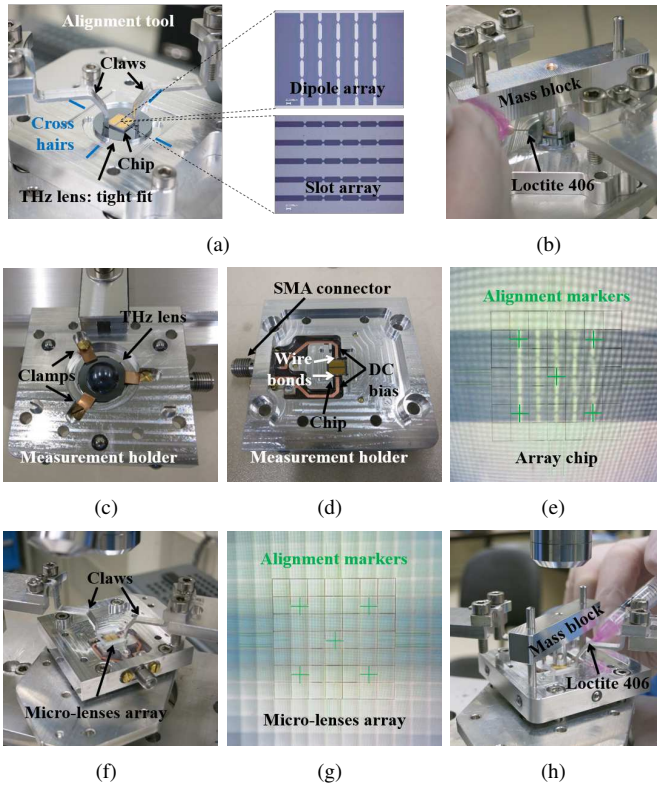 Alignment tool
Claws
Cross
hairs
Chip
THz lens: tight fit
Dipole array
Slot array
(a)
Mass block
Loctite 406
(b)
THz lens
Clamps
Measurement holder
(c)
SMA connector
Wire
bonds
DC
bias
Chip
Measurement holder
(d)
Alignment markers
Array chip
(e)
Claws
Micro-lenses array
(f)
Alignment markers
Micro-lenses array
(g)
Mass block
Loctite 406
(h)